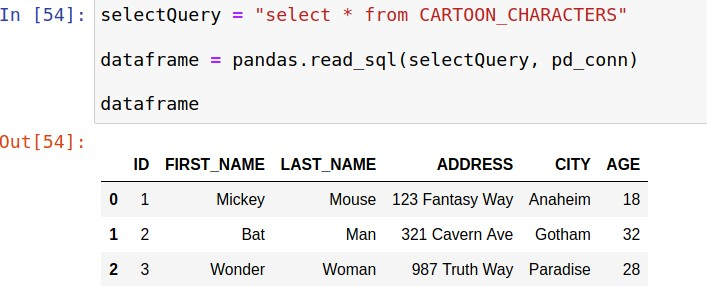 In [54]: selectQuery = "select * from CARTOON_CHARACTERS"
dataframe = pandas.read_sql(selectQuery, pd_conn)
dataframe
Out[54]:
ID FIRST_NAME LAST_NAME ADDRESS CITY AGE
0 1 Mickey Mouse 123 Fantasy Way Anaheim 18
1 2 Bat Man 321 Cavern Ave Gotham 32
2 3 Wonder Woman 987 Truth Way Paradise 28